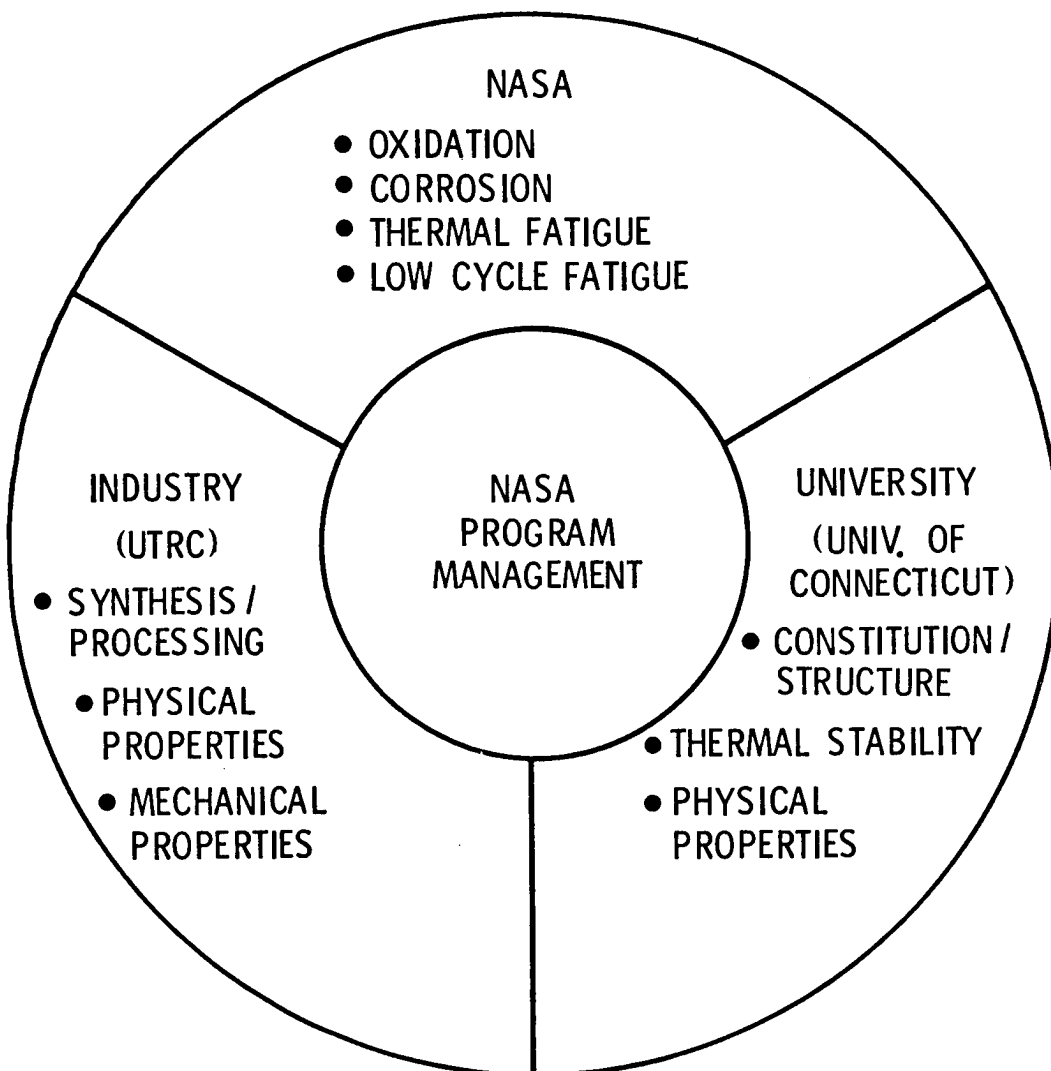 NASA
• OXIDATION
• CORROSION
• THERMAL FATIGUE
• LOW CYCLE FATIGUE
INDUSTRY
(UTRC)
• SYNTHESIS /
PROCESSING
• PHYSICAL
PROPERTIES
• MECHANICAL
PROPERTIES
NASA
PROGRAM
MANAGEMENT
UNIVERSITY
(UNIV. OF
CONNECTICUT)
• CONSTITUTION /
STRUCTURE
• THERMAL STABILITY
• PHYSICAL
PROPERTIES